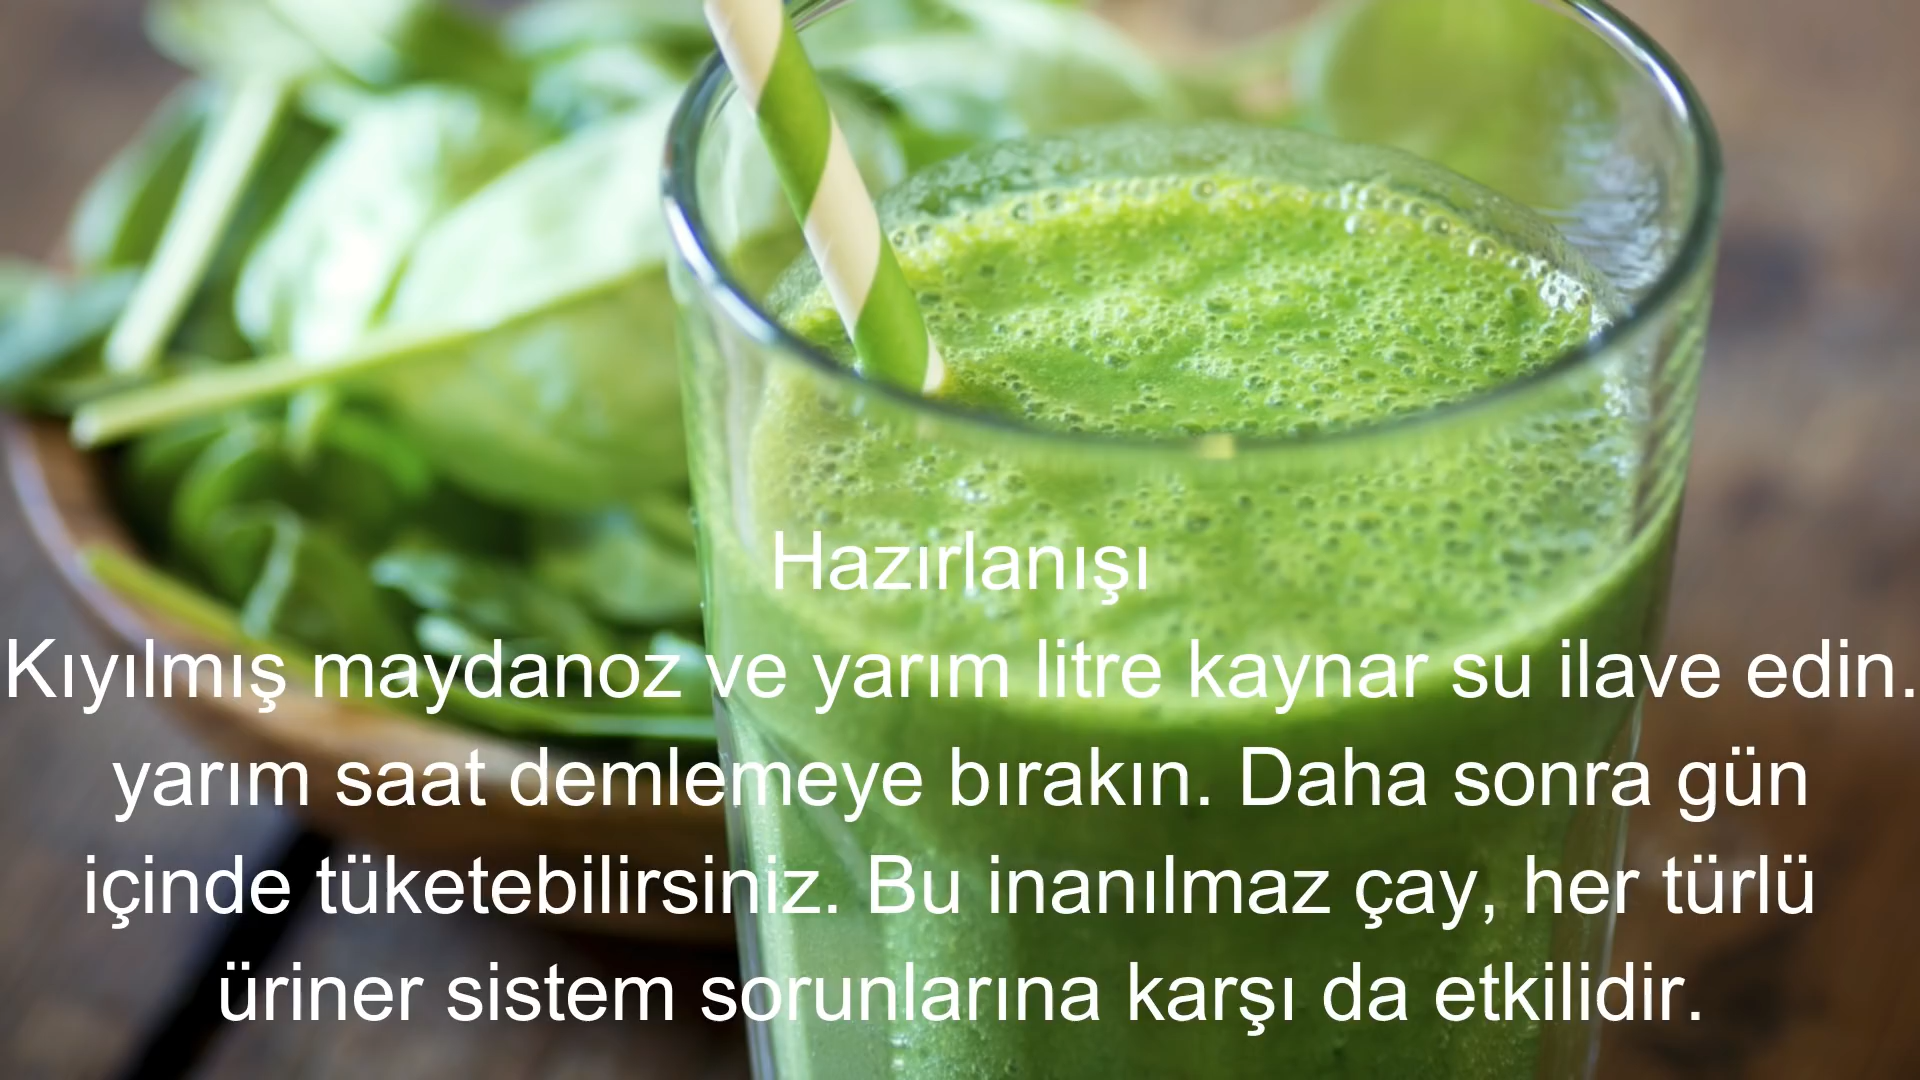 Hazırlanışı
Kıyılmış maydanoz ve yarım litre kaynar su ilave edin.
yarım saat demlemeye bırakın. Daha sonra gün
içinde tüketebilirsiniz. Bu inanılmaz çay, her türlü
üriner sistem sorunlarına karşı da etkilidir.